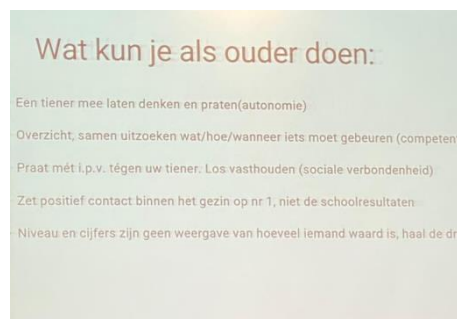 Wat kun je als ouder doen:
Een tiener mee laten denken en praten(autonomie)
Overzicht, samen uitzoeken wat/hoe/wanneer iets moet gebeuren (competen
Praat mét i.p.v. tégen uw tiener. Los vasthouden (sociale verbondenheid)
Zet positief contact binnen het gezin op nr 1, niet de schoolresultaten
Niveau en cijfers zijn geen weergave van hoeveel iemand waard is, haal de dr